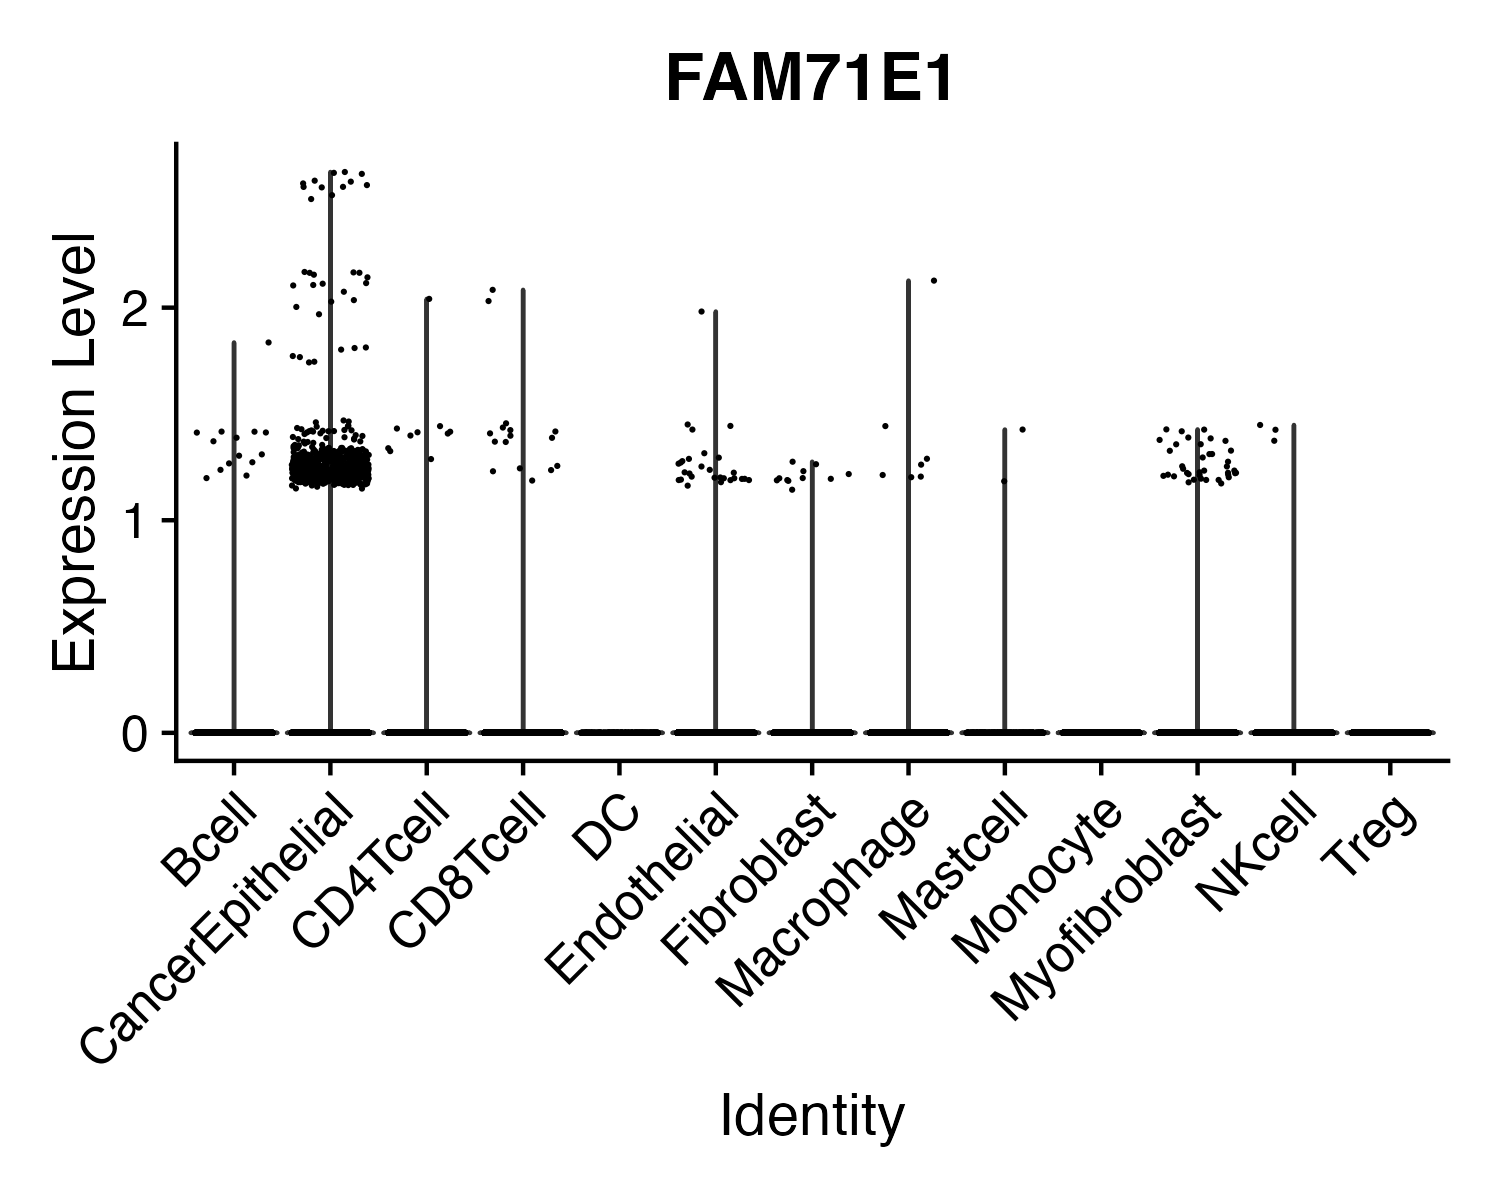 FAM71E1
Expression Level
2
1
0
Bcell
CancerEpithelial
CD4Tcell
CD8Tcell
DC
Endothelial
Fibroblast
Macrophage
Mastcell
Monocyte
Myofibroblast
NKcell
Treg
Identity